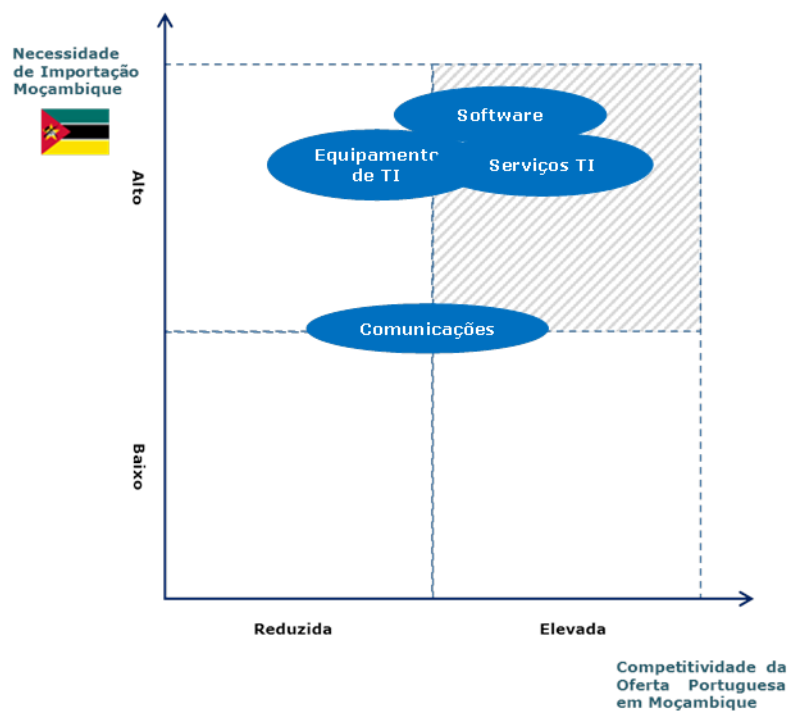 Necessidade
de Importação
Moçambique
Software
Equipamento
de TI
Serviços TI
Alto
Comunicações
Baixo
Reduzida
Elevada
Competitividade da
Oferta Portuguesa
em Moçambique